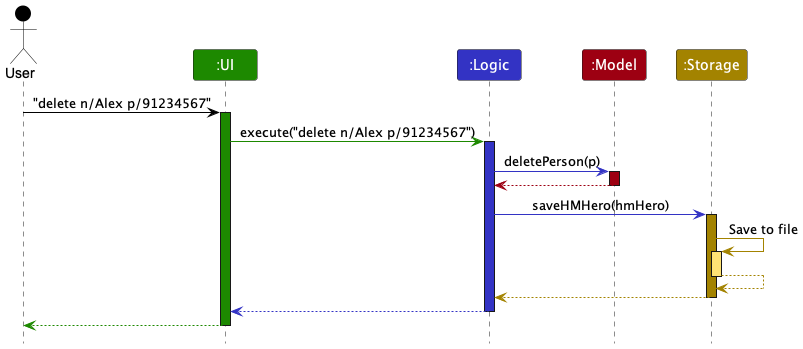 User
:UI
:Logic
:Model
:Storage
"delete n/Alex p/91234567"
execute("delete n/Alex p/91234567")
deletePerson(p)
saveHMHero(hmHero)
Save to file